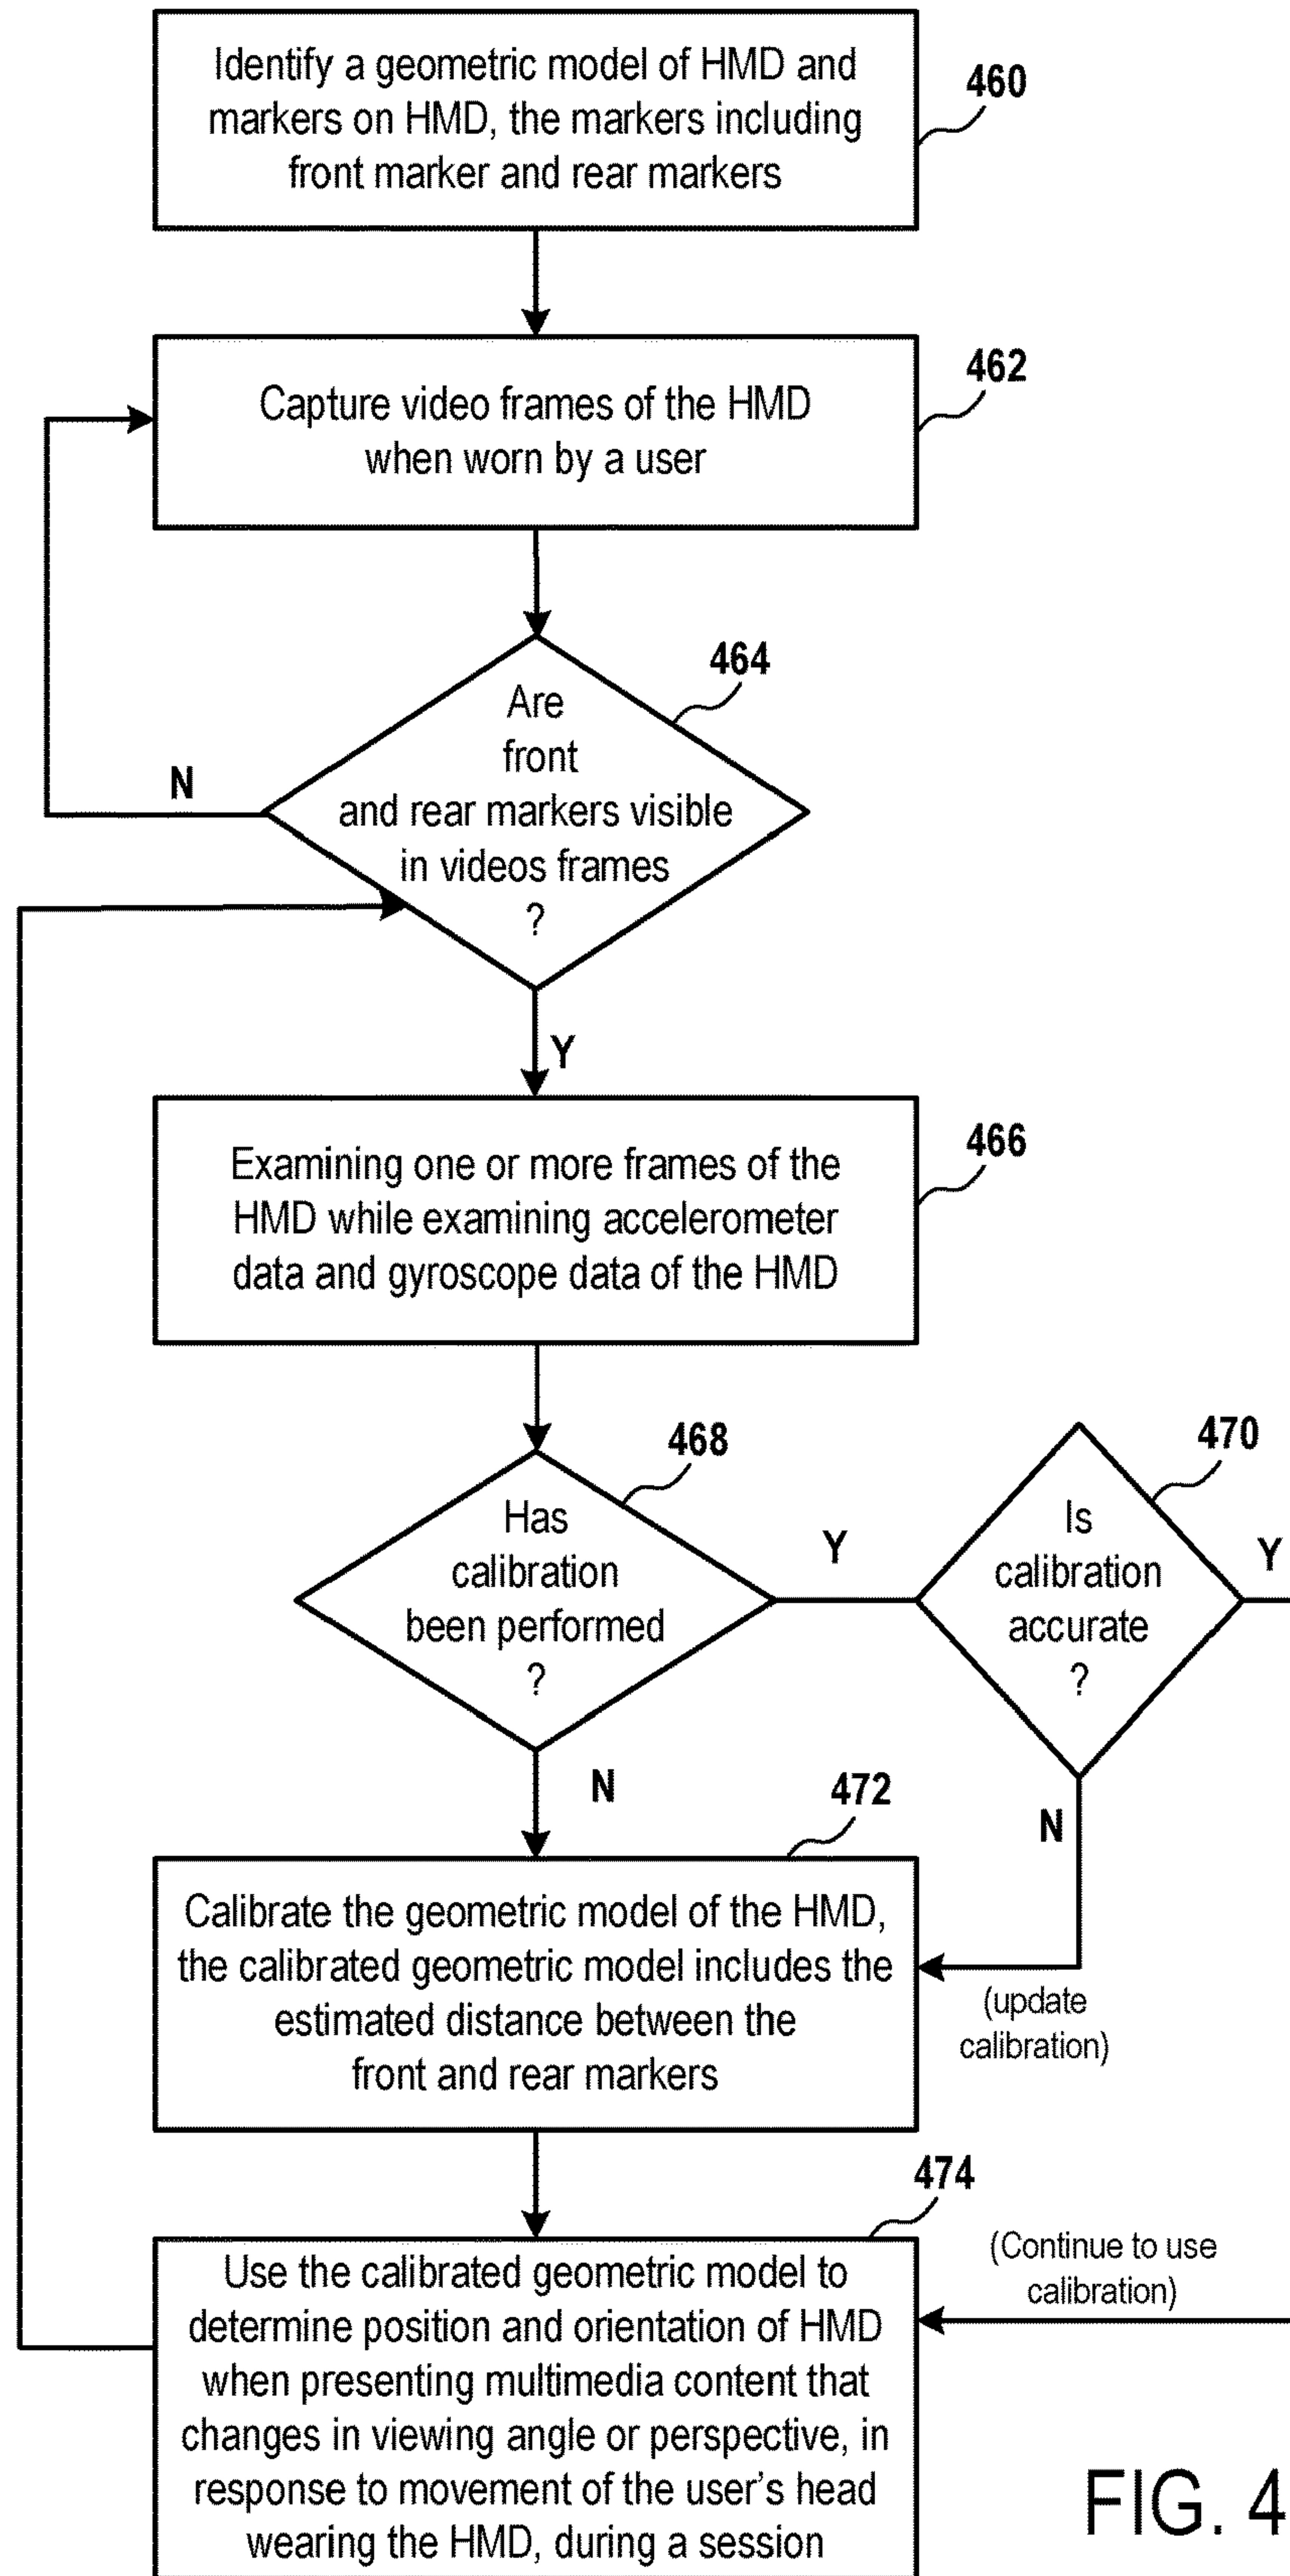 Identify a geometric model of HMD and
markers on HMD, the markers including
front marker and rear markers
460
Capture video frames of the HMD
when worn by a user
462
464
Are
front
and rear markers visible
in videos frames
?
N
Y
Examining one or more frames of the
HMD while examining accelerometer
data and gyroscope data of the HMD
466
468
Has
calibration
been performed
?
Y
470
Is
calibration
accurate
?
Y
N
N
472
Calibrate the geometric model of the HMD,
the calibrated geometric model includes the
estimated distance between the
front and rear markers
(update
calibration)
474
Use the calibrated geometric model to
determine position and orientation of HMD
when presenting multimedia content that
changes in viewing angle or perspective, in
response to movement of the user's head
wearing the HMD, during a session
(Continue to use
calibration)
FIG. 4